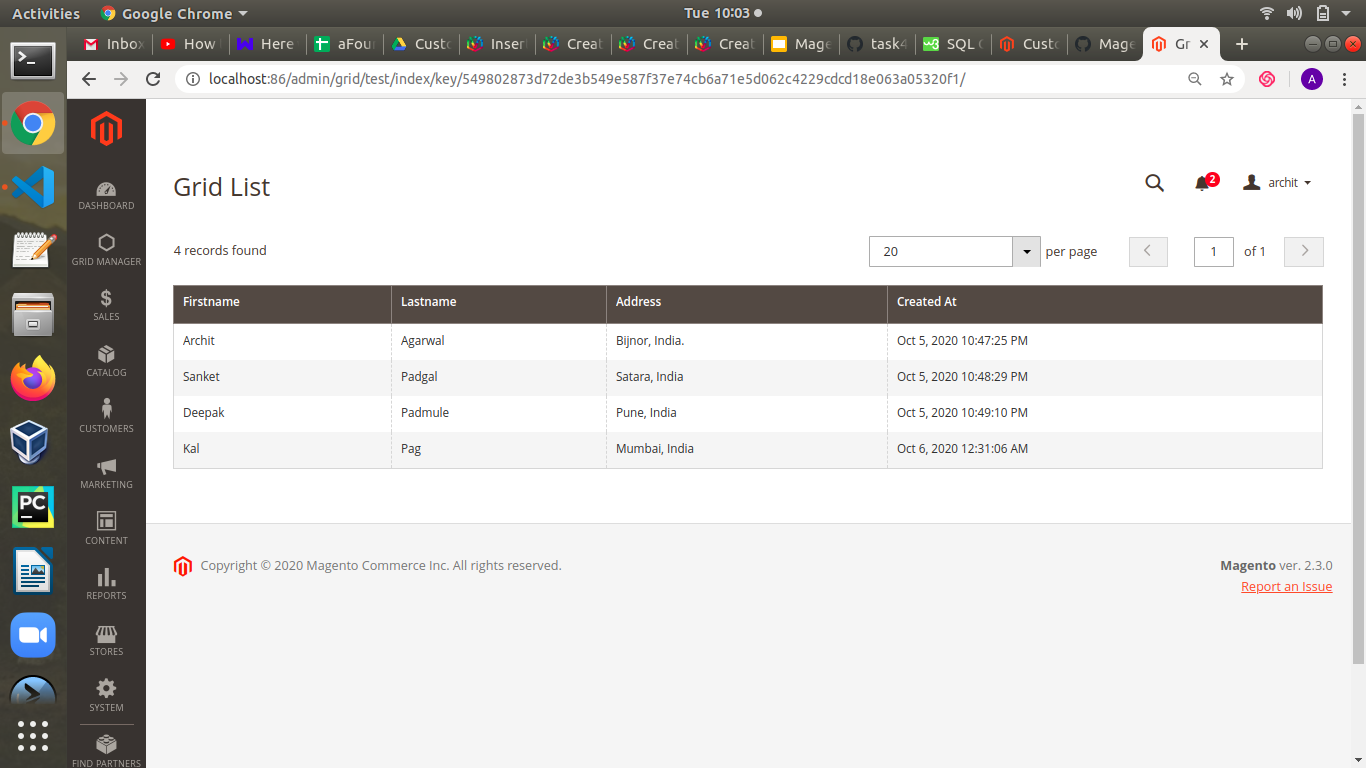 Activities Google Chrome Tue 10:03
Inbo How Here aFou Custo Inser Creat Creat Creat Mage task4 SQL Custo Mage Gr
localhost:86/admin/grid/test/index/key/549802873d72de3b549e587f37e74cb6a71e5d062c4229cdcd18e063a05320f1/ A
DASHBOARD
GRID MANAGER
SALES
CATALOG
CUSTOMERS
MARKETING
CONTENT
REPORTS
STORES
SYSTEM
FIND PARTNERS
Grid List
2 archit
4 records found 20 per page 1 of 1
Firstname Lastname Address Created At
Archit Agarwal Bijnor, India. Oct 5, 2020 10:47:25 PM
Sanket Padgal Satara, India Oct 5, 2020 10:48:29 PM
Deepak Padmule Pune, India Oct 5, 2020 10:49:10 PM
Kal Pag Mumbai, India Oct 6, 2020 12:31:06 AM
Copyright © 2020 Magento Commerce Inc. All rights reserved. Magento ver. 2.3.0
Report an Issue
PC